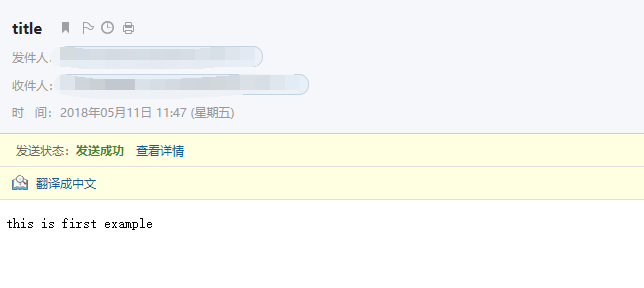 title
发件人：
收件人：
时　间：2018年05月11日 11:47 (星期五)
发送状态：发送成功 查看详情
翻译成中文
this is first example